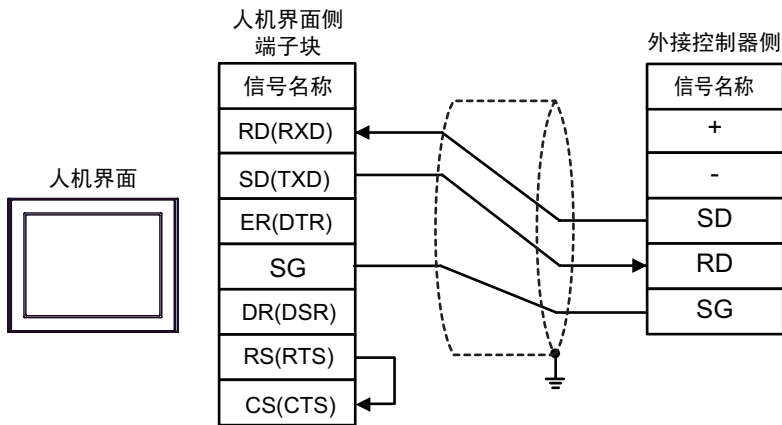 人机界面侧
端子块
外接控制器侧
信号名称
信号名称
RD(RXD)
+
SD(TXD)
-
人机界面
ER(DTR)
SD
SG
RD
DR(DSR)
SG
RS(RTS)
CS(CTS)